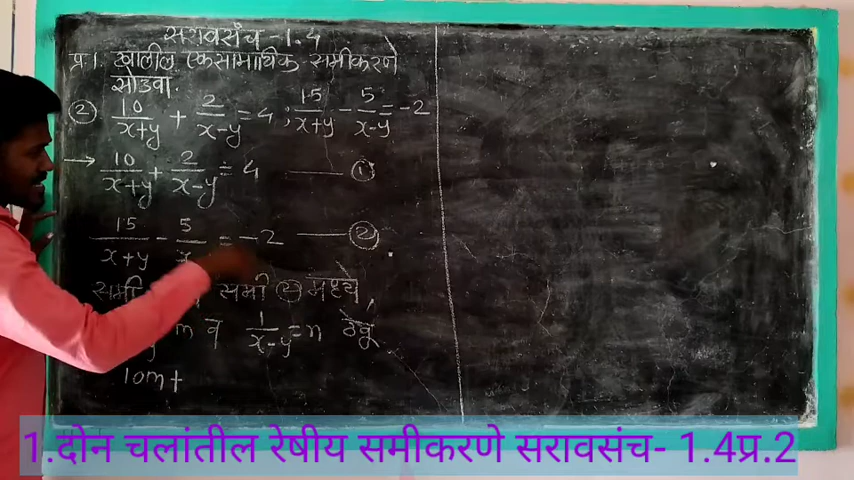 सरावसंच - 1.4
प्र.1. खालील एकसामायिक समीकरणे
सोडवा.
② 10/(x+y) + 2/(x-y) = 4 ; 15/(x+y) - 5/(x-y) = -2
→ 10/(x+y) + 2/(x-y) = 4 —— ①
15/(x+y) - 5/x = -2 —— ②
समी समी ② मध्ये,
m व 1/(x-y) = n ठेवू
10m +
1.दोन चलांतील रेषीय समीकरणे सरावसंच- 1.4प्र.2